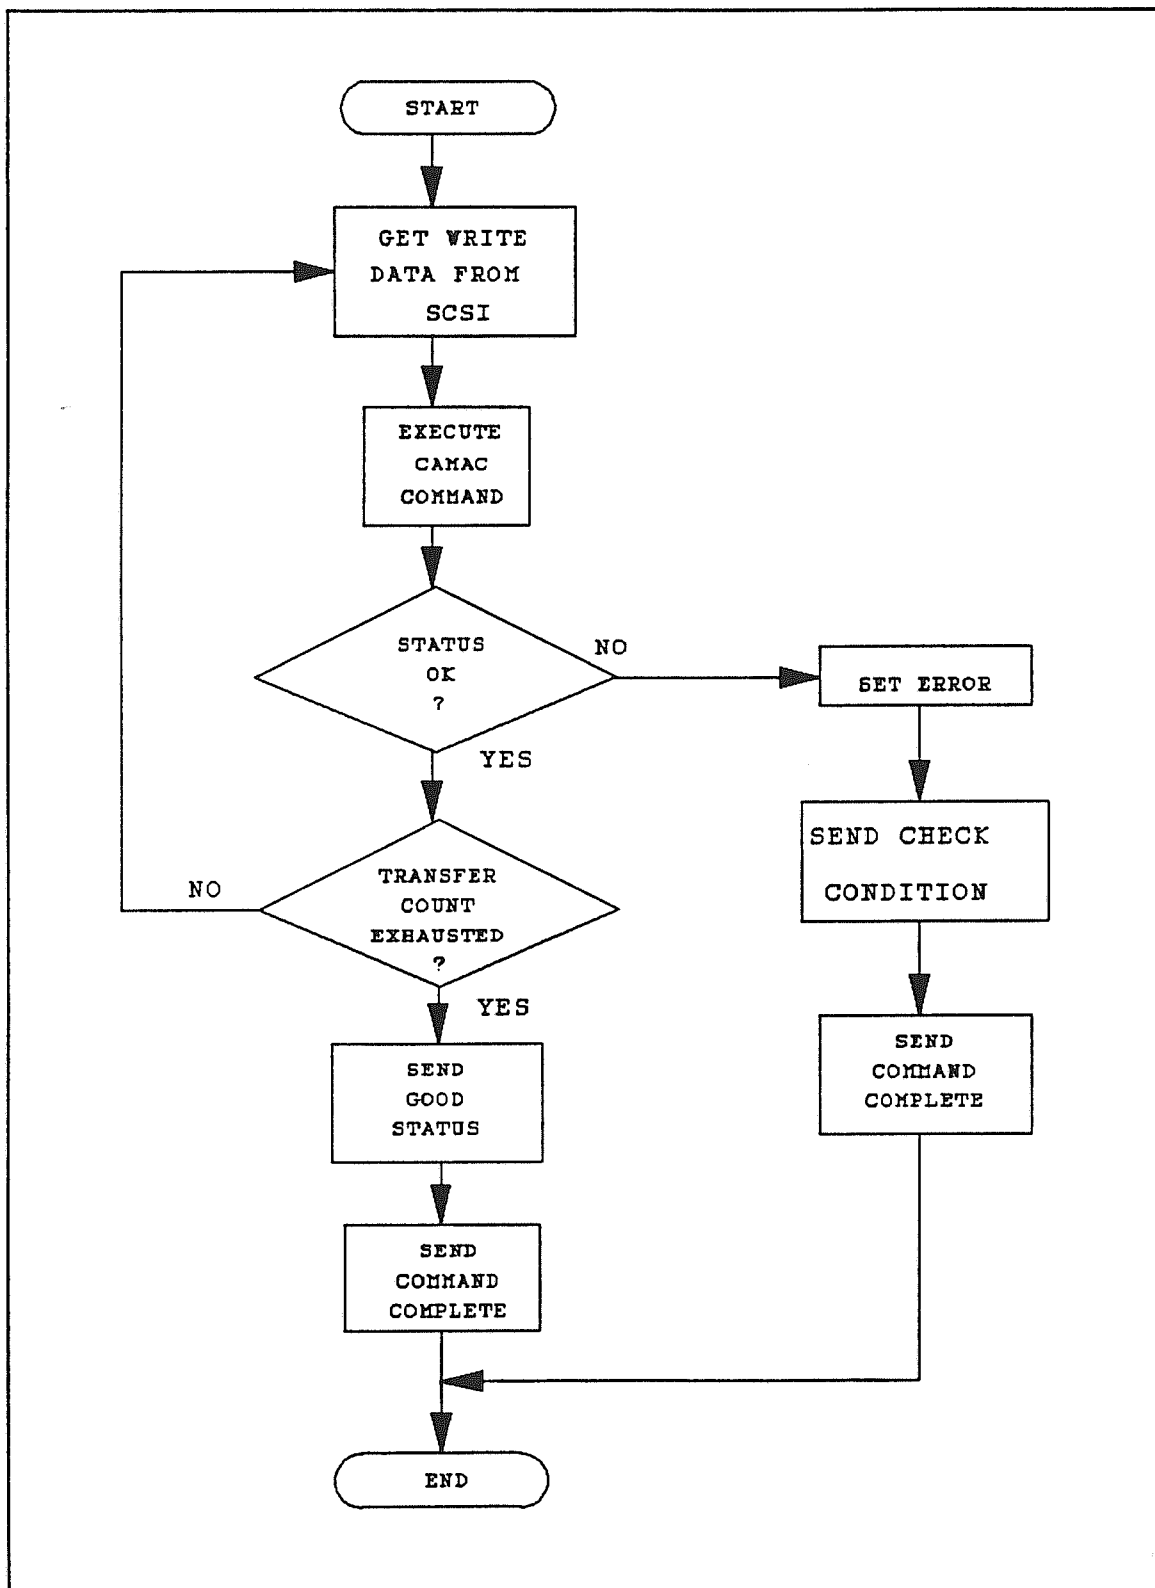 START
GET WRITE
DATA FROM
SCSI
EXECUTE
CAMAC
COMMAND
STATUS
OK
?
NO
SET ERROR
YES
SEND CHECK
CONDITION
TRANSFER
COUNT
EXHAUSTED
?
NO
YES
SEND
GOOD
STATUS
SEND
COMMAND
COMPLETE
SEND
COMMAND
COMPLETE
END